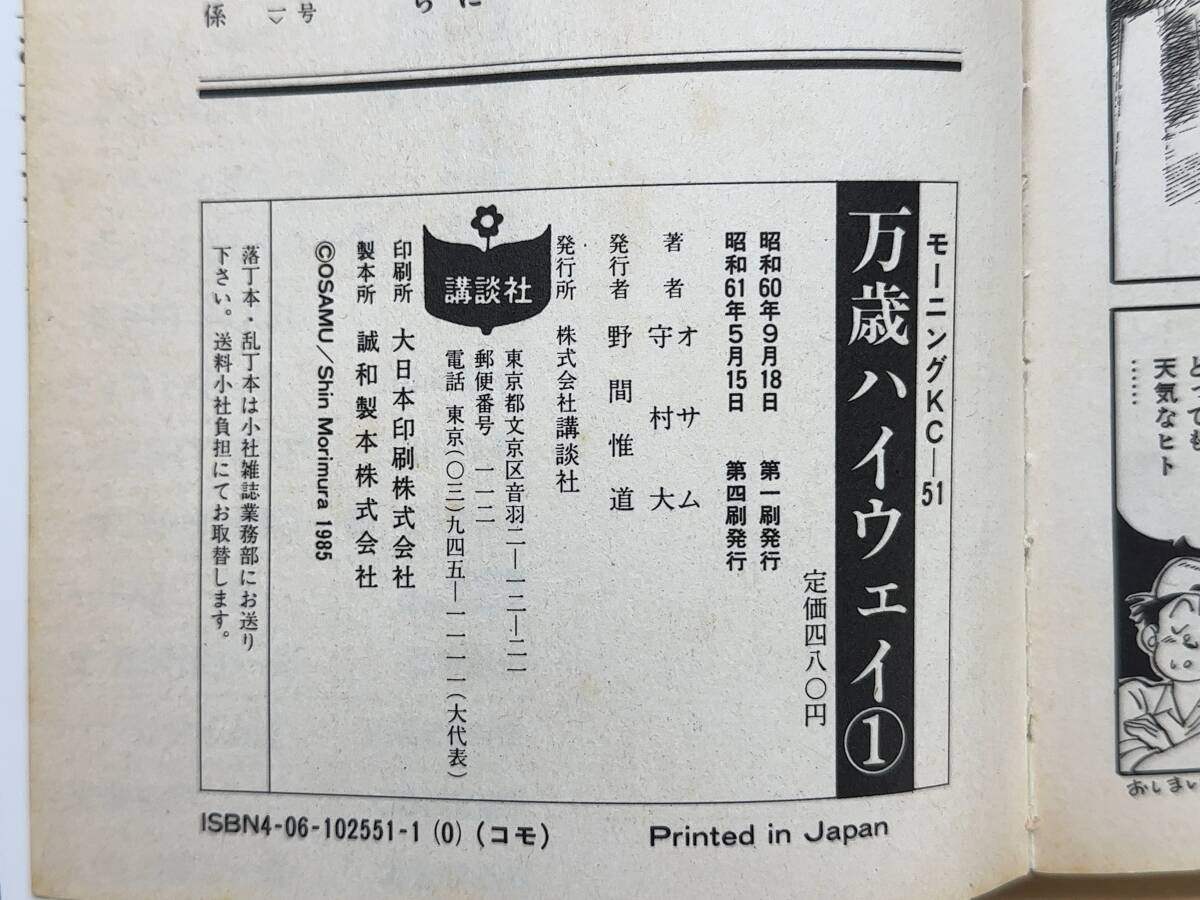 に
ら
号
一〉
係
モーニングKC―51
万歳ハイウェイ①
定価四八〇円
昭和60年9月18日　第一刷発行
昭和61年5月15日　第四刷発行
著者　オサム
守村大
発行者　野間惟道
発行所　株式会社講談社
東京都文京区音羽二―一二―二一
郵便番号　一一二
電話　東京(〇三)九四五―一一一一(大代表)
講談社
印刷所　大日本印刷株式会社
製本所　誠和製本株式会社
©OSAMU/Shin Morimura 1985
落丁本・乱丁本は小社雑誌業務部にお送り
下さい。送料小社負担にてお取替します。
ISBN4-06-102551-1 (0) (コモ)
Printed in Japan
とても
天気なヒト
……
おしまい